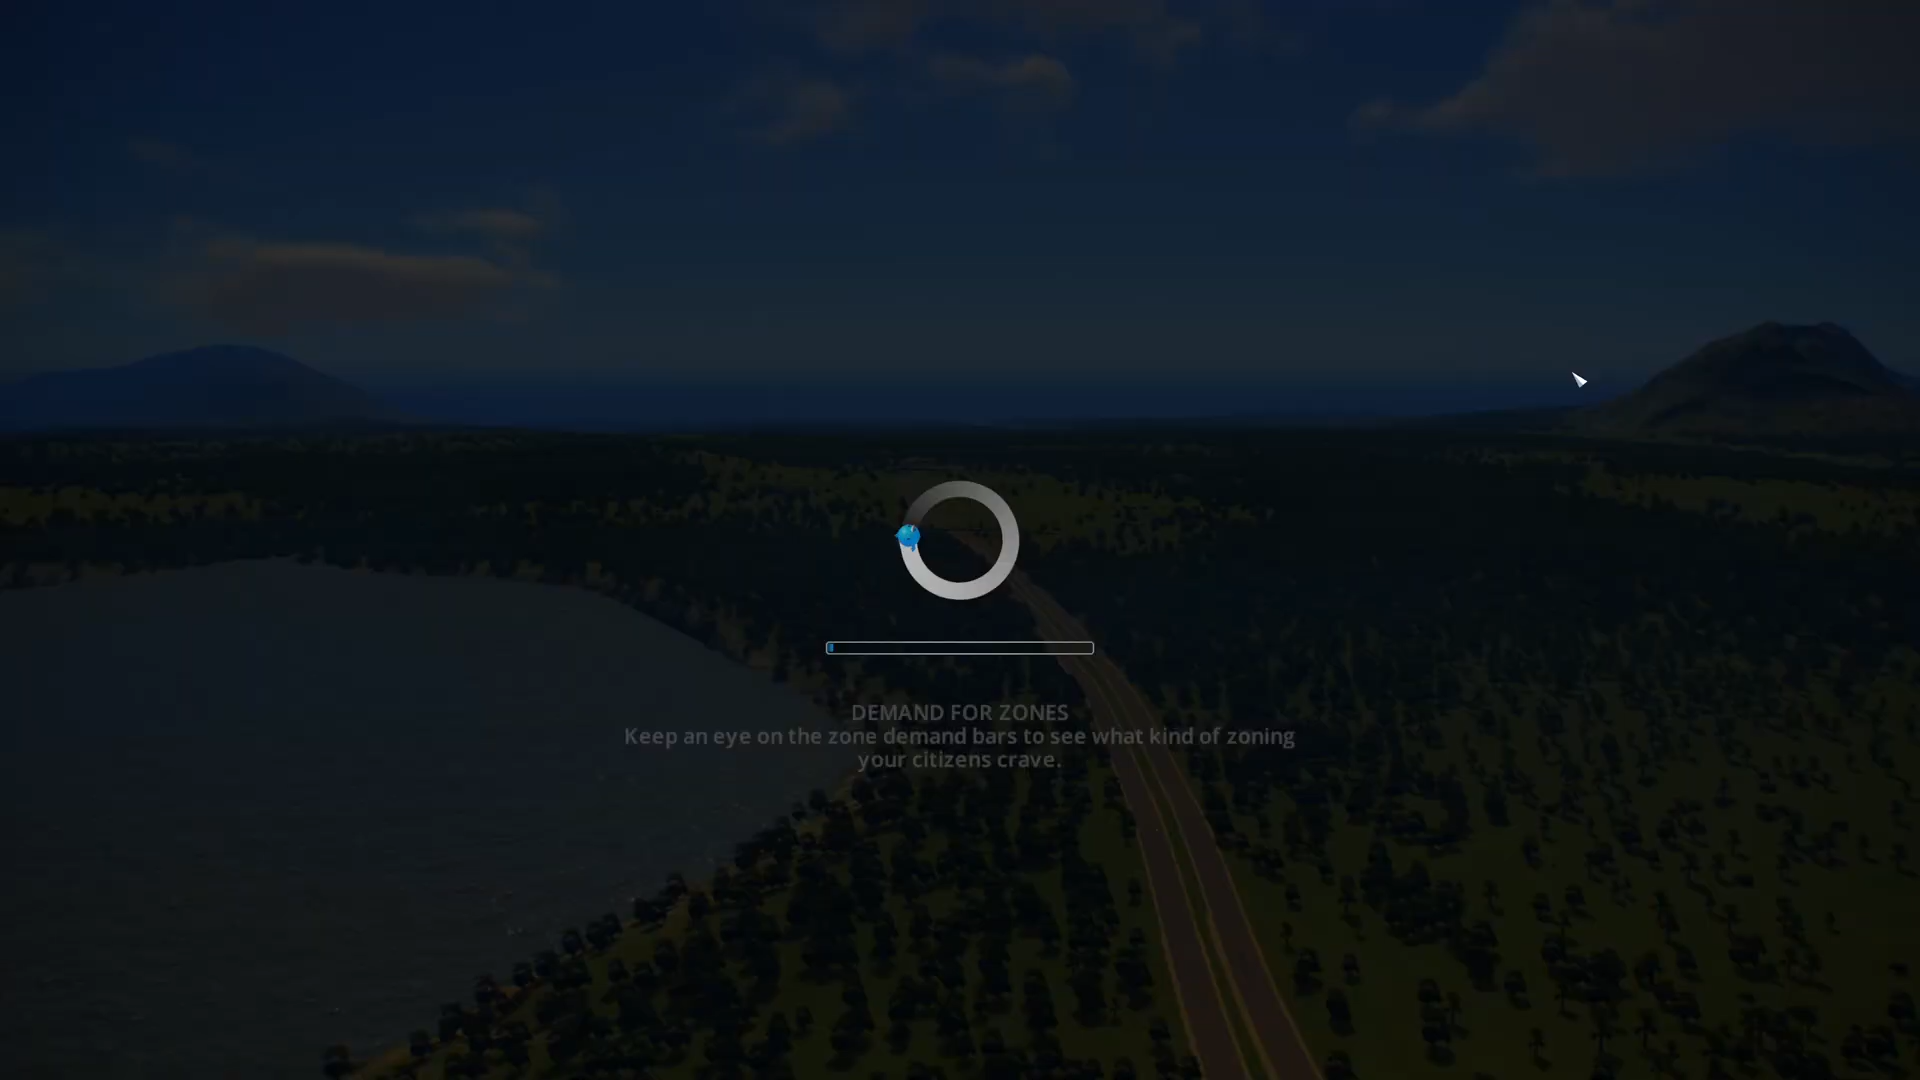 DEMAND FOR ZONES
Keep an eye on the zone demand bars to see what kind of zoning
your citizens crave.